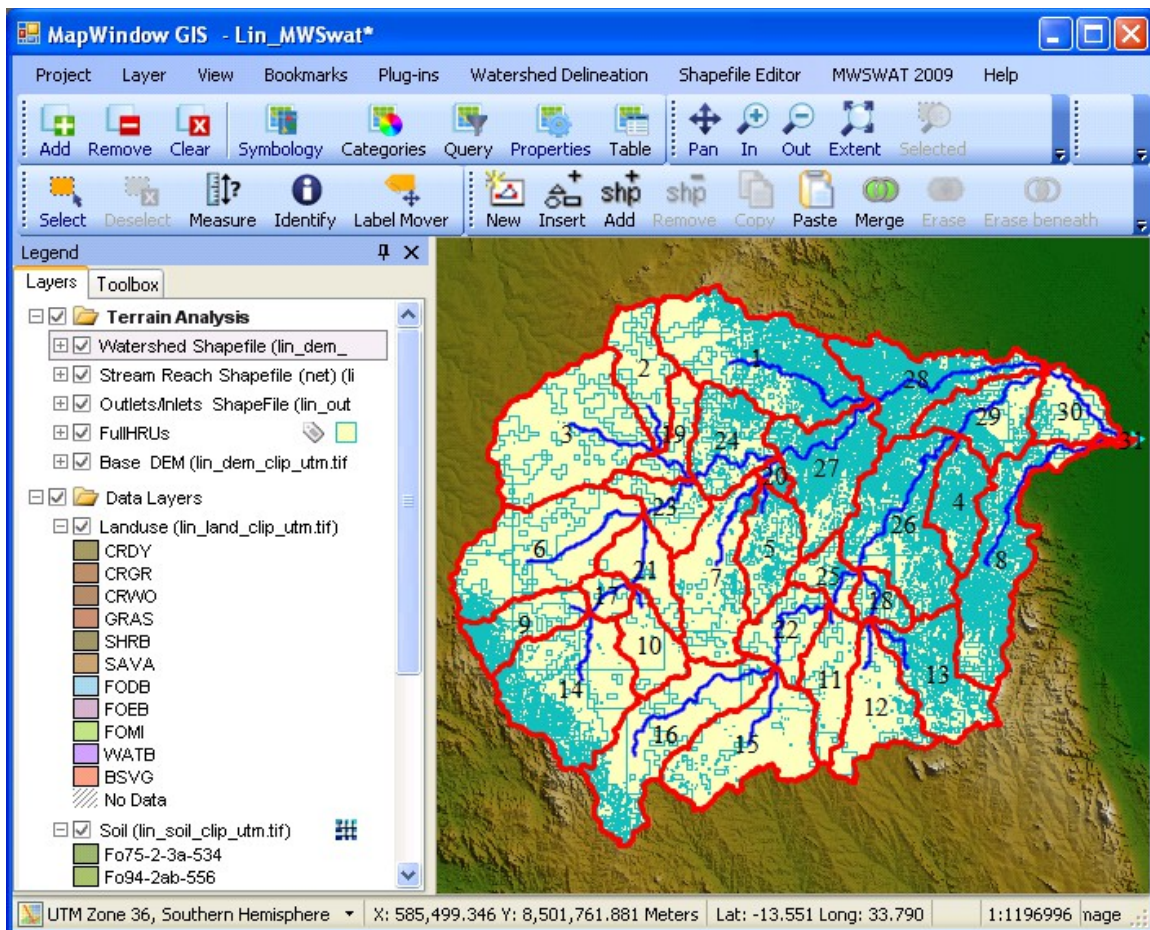 MapWindow GIS - Lin_MWSwat*
Project Layer View Bookmarks Plug-ins Watershed Delineation Shapefile Editor MWSWAT 2009 Help
Add Remove Clear Symbology Categories Query Properties Table Pan In Out Extent Selected
Select Deselect Measure Identify Label Mover New Insert Add Remove Copy Paste Merge Erase Erase beneath
shp shp
Legend
Layers Toolbox
Terrain Analysis
Watershed Shapefile (lin_dem_
Stream Reach Shapefile (net) (li
Outlets/Inlets ShapeFile (lin_out
FullHRUs
Base DEM (lin_dem_clip_utm.tif
Data Layers
Landuse (lin_land_clip_utm.tif)
CRDY
CRGR
CRWO
GRAS
SHRB
SAVA
FODB
FOEB
FOMI
WATB
BSVG
No Data
Soil (lin_soil_clip_utm.tif)
Fo75-2-3a-534
Fo94-2ab-556
1
2
28
30
29
3
19
24
31
27
20
4
23
26
6
5
8
7
21
25
17
18
9
22
10
13
14
11
12
16
15
UTM Zone 36, Southern Hemisphere X: 585,499.346 Y: 8,501,761.881 Meters Lat: -13.551 Long: 33.790 1:1196996 mage